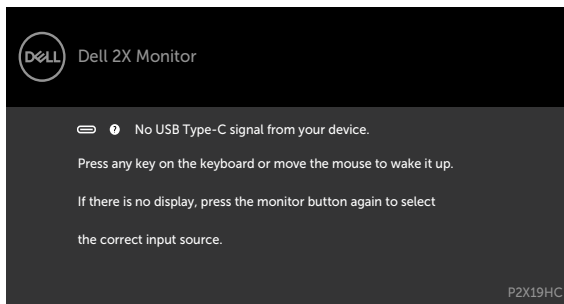 DELL
Dell 2X Monitor
? No USB Type-C signal from your device.
Press any key on the keyboard or move the mouse to wake it up.
If there is no display, press the monitor button again to select
the correct input source.
P2X19HC